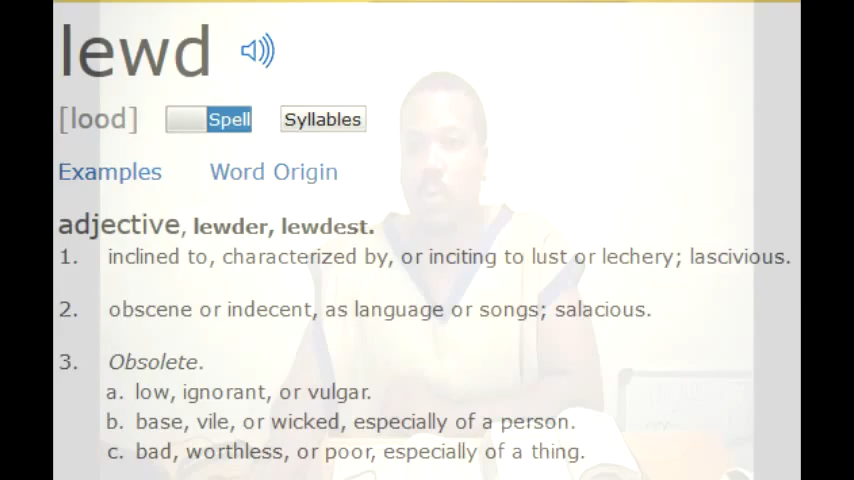 lewd
[lood] Spell Syllables
Examples Word Origin
adjective, lewder, lewdest.
1. inclined to, characterized by, or inciting to lust or lechery; lascivious.
2. obscene or indecent, as language or songs; salacious.
3. Obsolete.
a. low, ignorant, or vulgar.
b. base, vile, or wicked, especially of a person.
c. bad, worthless, or poor, especially of a thing.